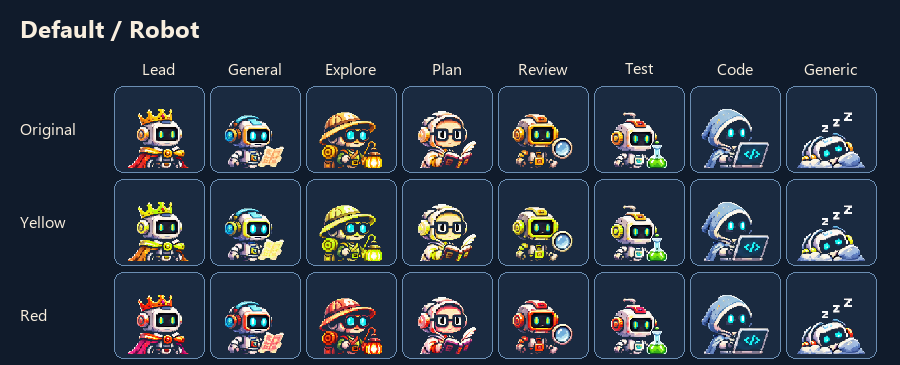 Default / Robot
Lead General Explore Plan Review Test Code Generic
Original
</> z z z
Yellow
</> z z z
Red
</> z z z